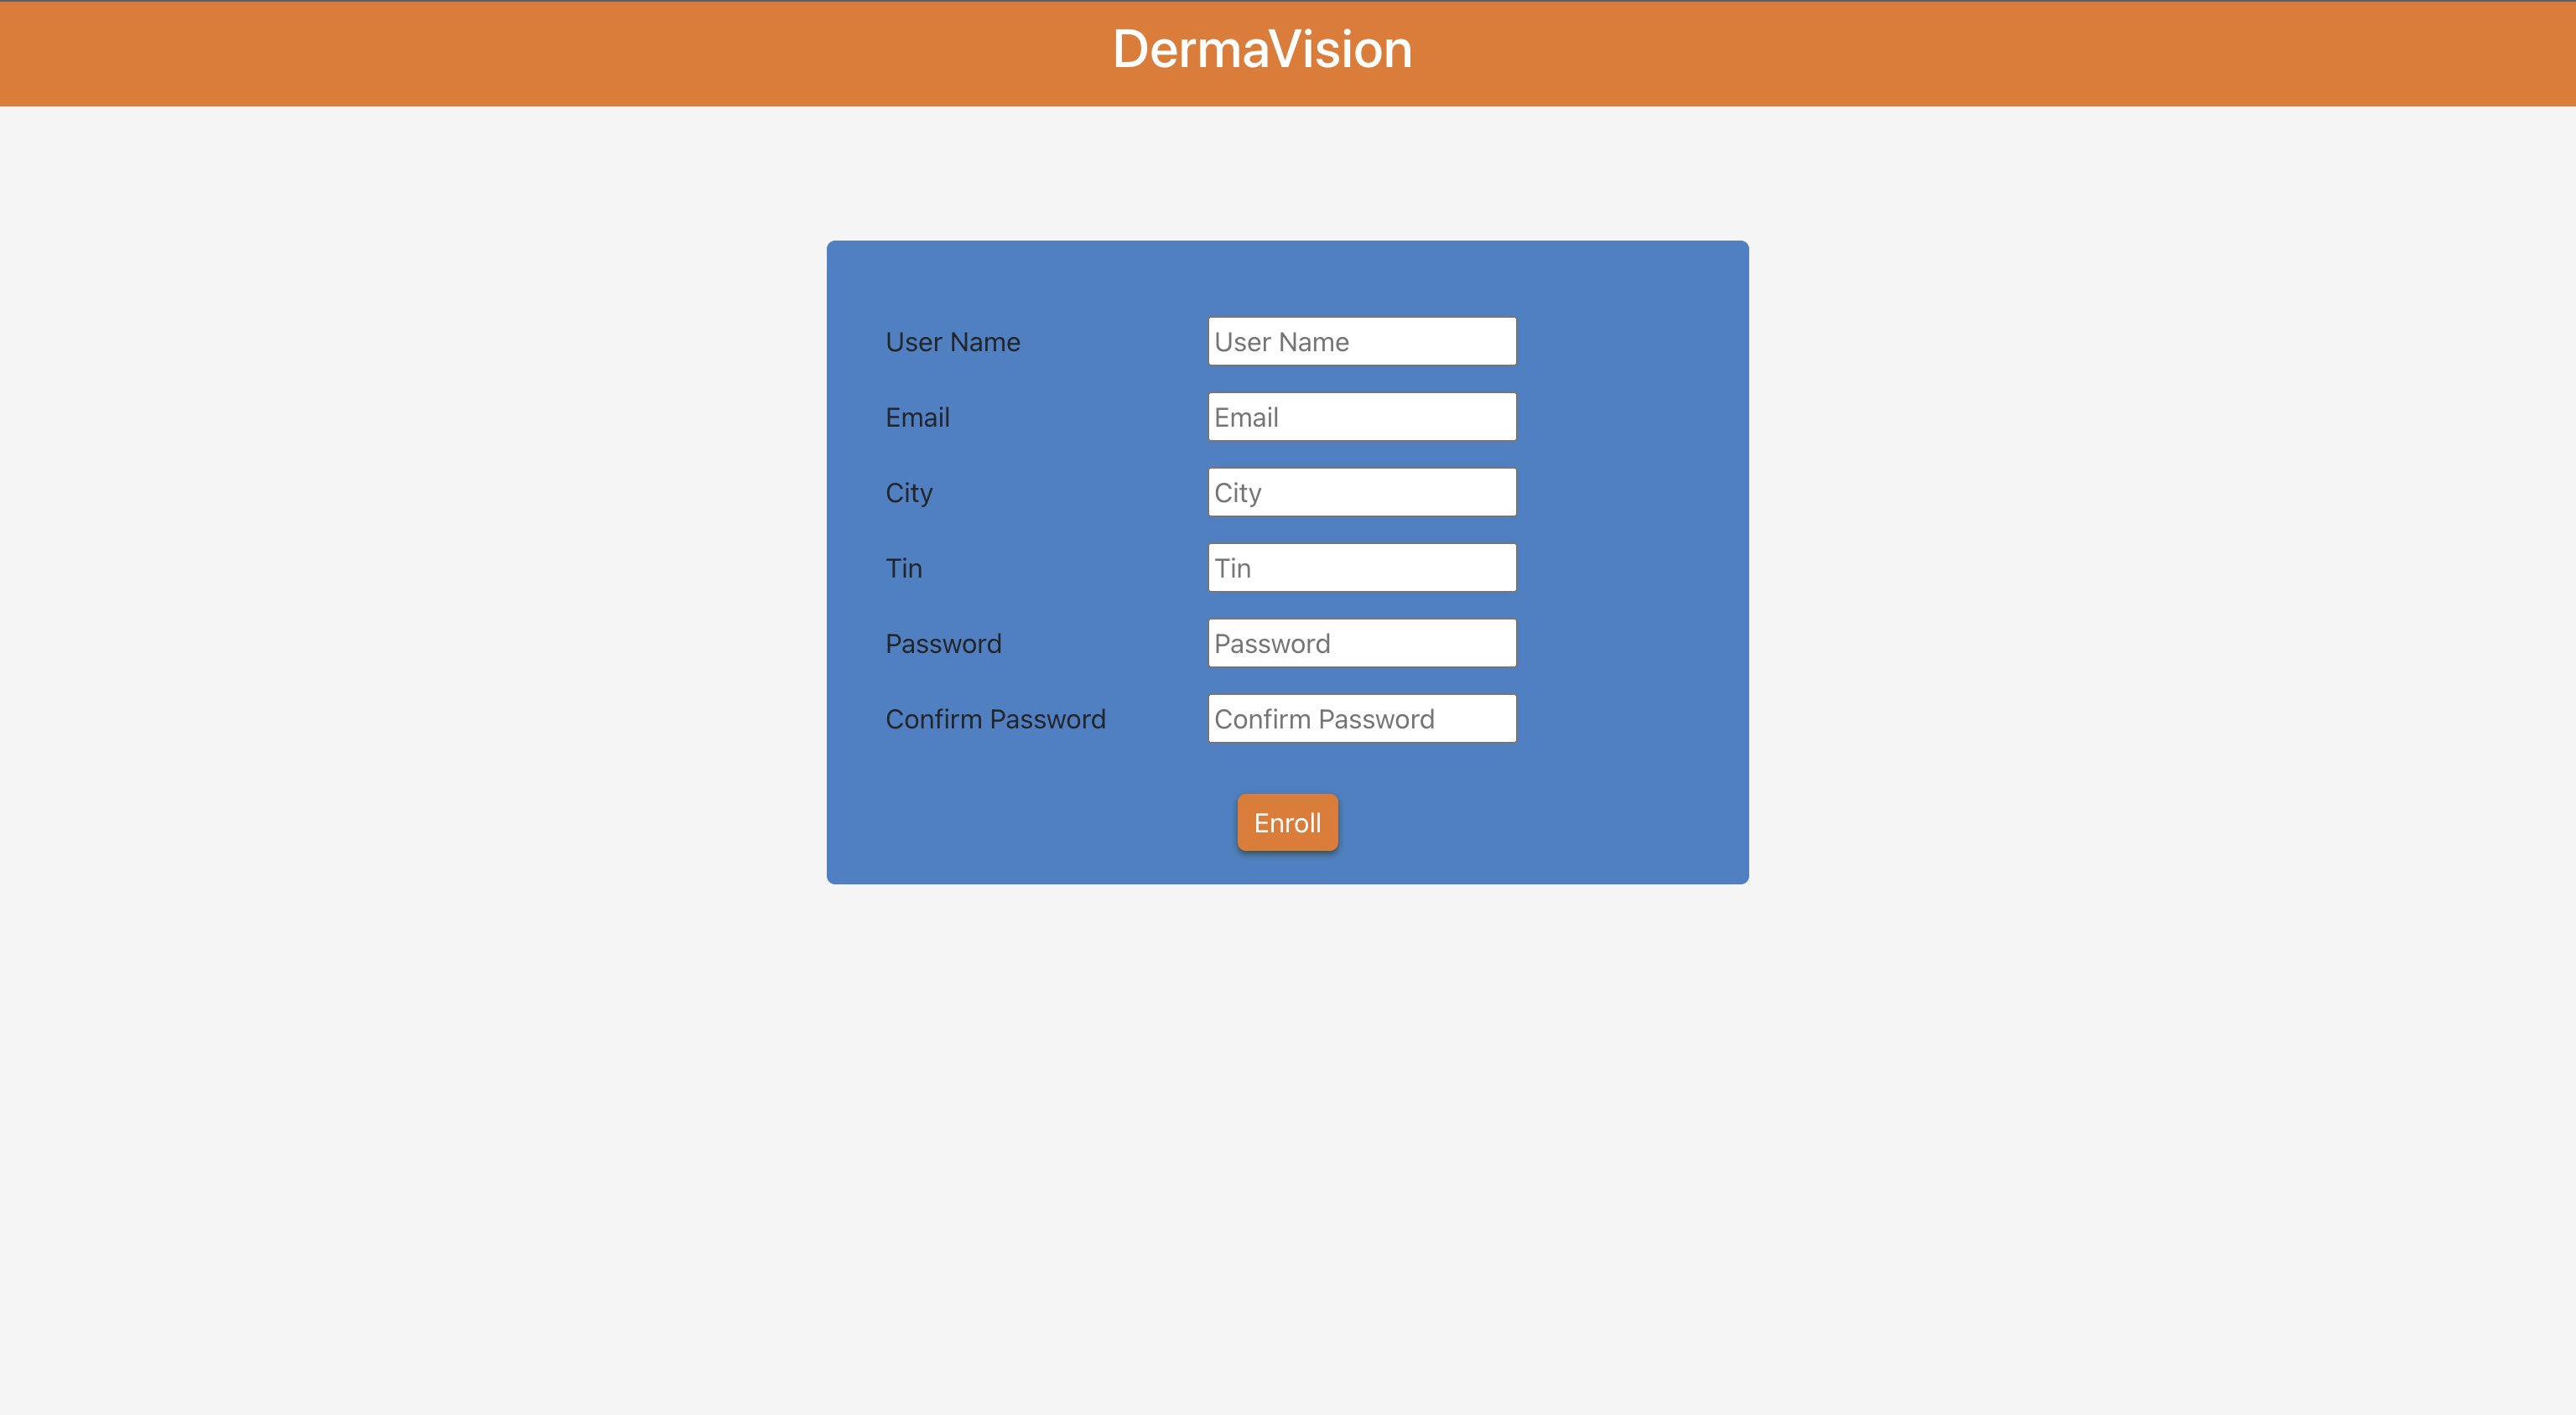 DermaVision
User Name User Name
Email Email
City City
Tin Tin
Password Password
Confirm Password Confirm Password
Enroll